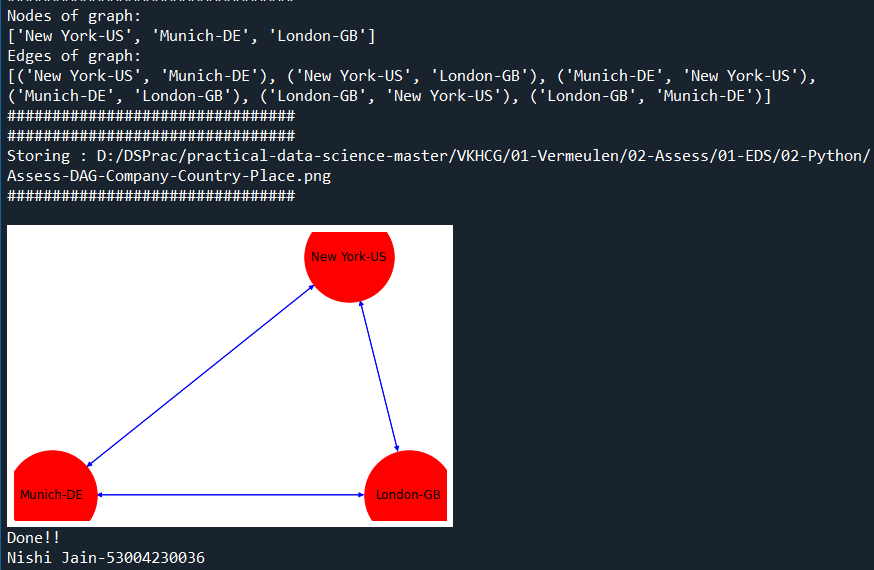 ################################
Nodes of graph:
['New York-US', 'Munich-DE', 'London-GB']
Edges of graph:
[('New York-US', 'Munich-DE'), ('New York-US', 'London-GB'), ('Munich-DE', 'New York-US'),
('Munich-DE', 'London-GB'), ('London-GB', 'New York-US'), ('London-GB', 'Munich-DE')]
################################
################################
Storing : D:/DSPrac/practical-data-science-master/VKHCG/01-Vermeulen/02-Assess/01-EDS/02-Python/
Assess-DAG-Company-Country-Place.png
################################
New York-US
Munich-DE
London-GB
Done!!
Nishi Jain-53004230036